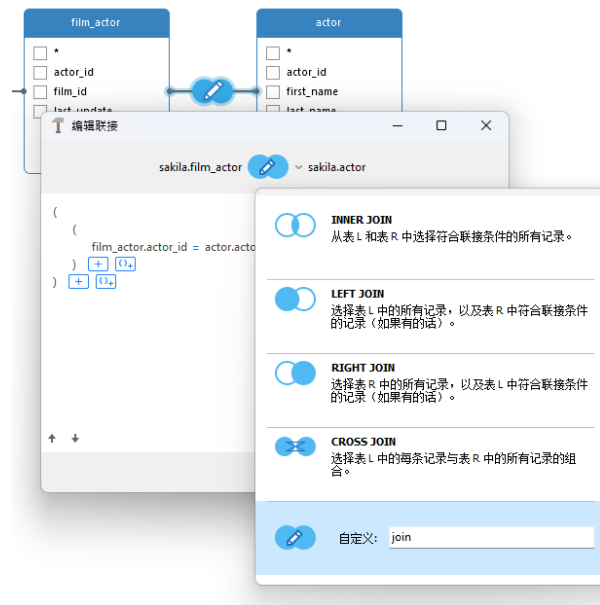 film_actor
actor
*
actor_id
film_id
last_update
*
actor_id
first_name
last_name
编辑联接
sakila.film_actor
sakila.actor
(
(
film_actor.actor_id = actor.acto
)
+
()+
)
+
()+
INNER JOIN
从表 L 和表 R 中选择符合联接条件的所有记录。
LEFT JOIN
选择表 L 中的所有记录，以及表 R 中符合联接条件
的记录（如果有的话）。
RIGHT JOIN
选择表 R 中的所有记录，以及表 L 中符合联接条件
的记录（如果有的话）。
CROSS JOIN
选择表 L 中的每条记录与表 R 中的所有记录的组
合。
自定义: join